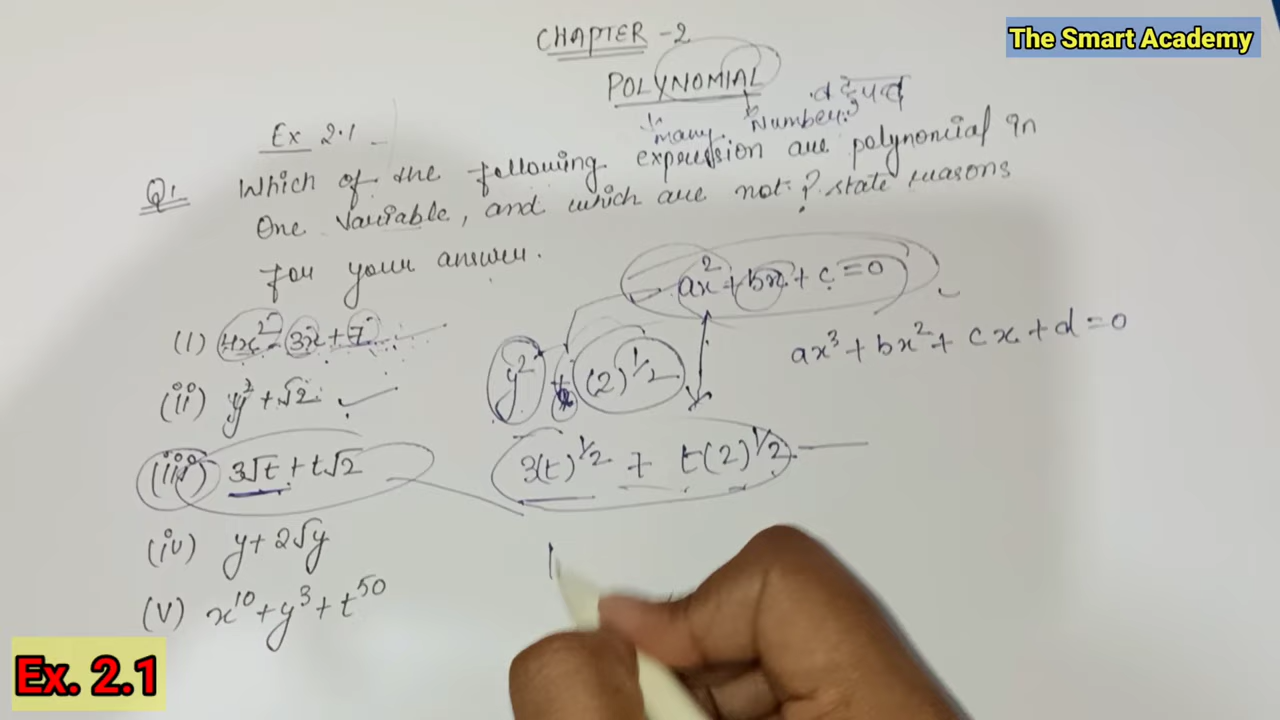 The Smart Academy
CHAPTER - 2
POLYNOMIAL
many Number
Ex 2.1
Q1 Which of the following expression are polynomial in
One variable, and which are not? state reasons
for your answer.
ax² + bx + c = 0
(i) 4x² - 3x + 7
ax³ + bx² + cx + d = 0
(ii) y² + √2
y² + (2)^1/2
(iii) 3√t + t√2
3(t)^1/2 + t(2)^1/2
(iv) y + 2√y
(V) x^10 + y^3 + t^50
Ex. 2.1